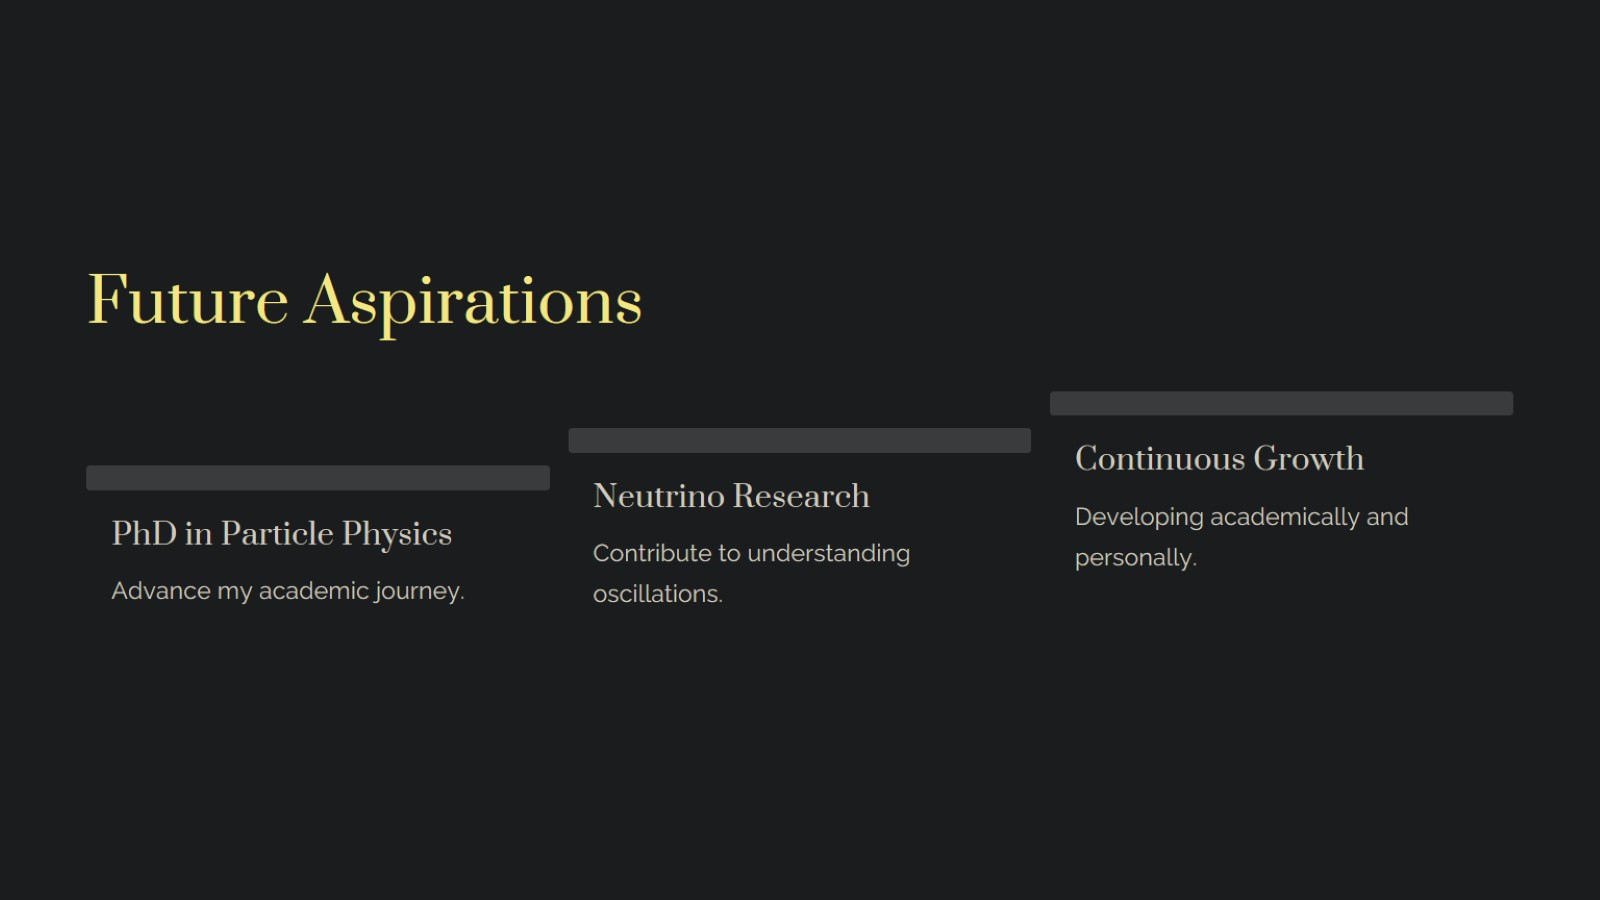 Future Aspirations
PhD in Particle Physics
Advance my academic journey.
Neutrino Research
Contribute to understanding
oscillations.
Continuous Growth
Developing academically and
personally.